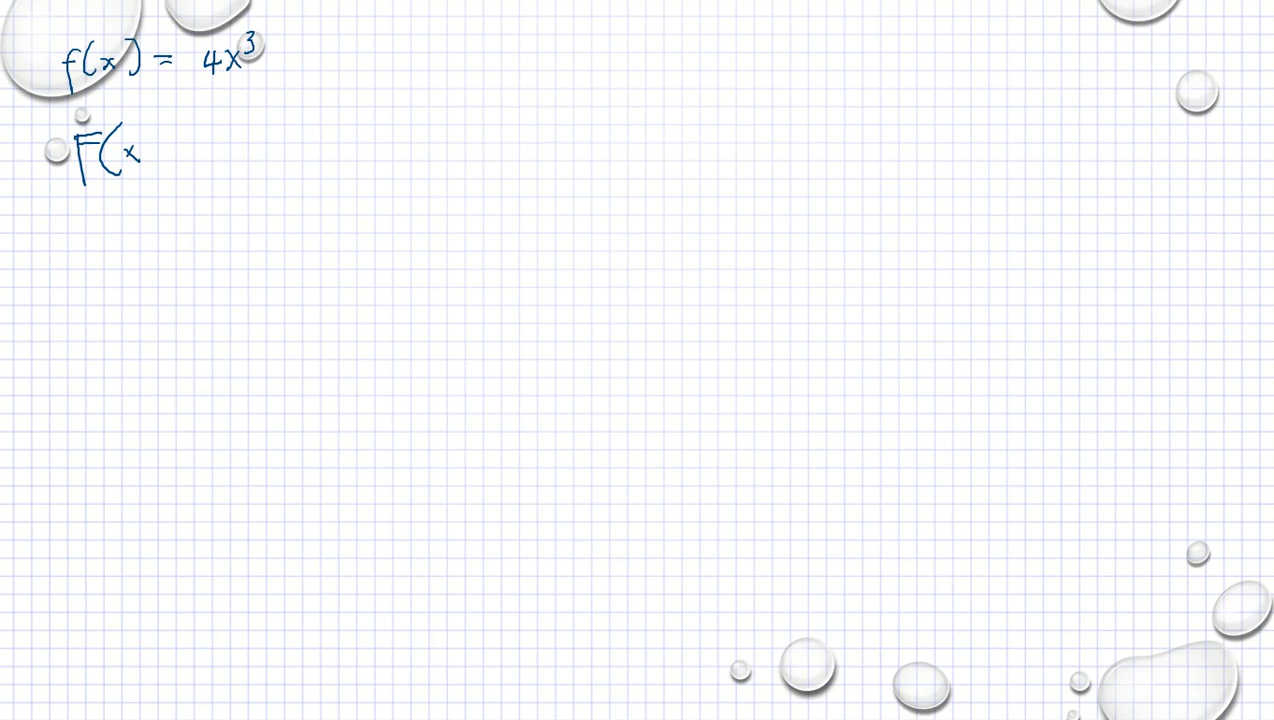 f(x) = 4x³
F(x